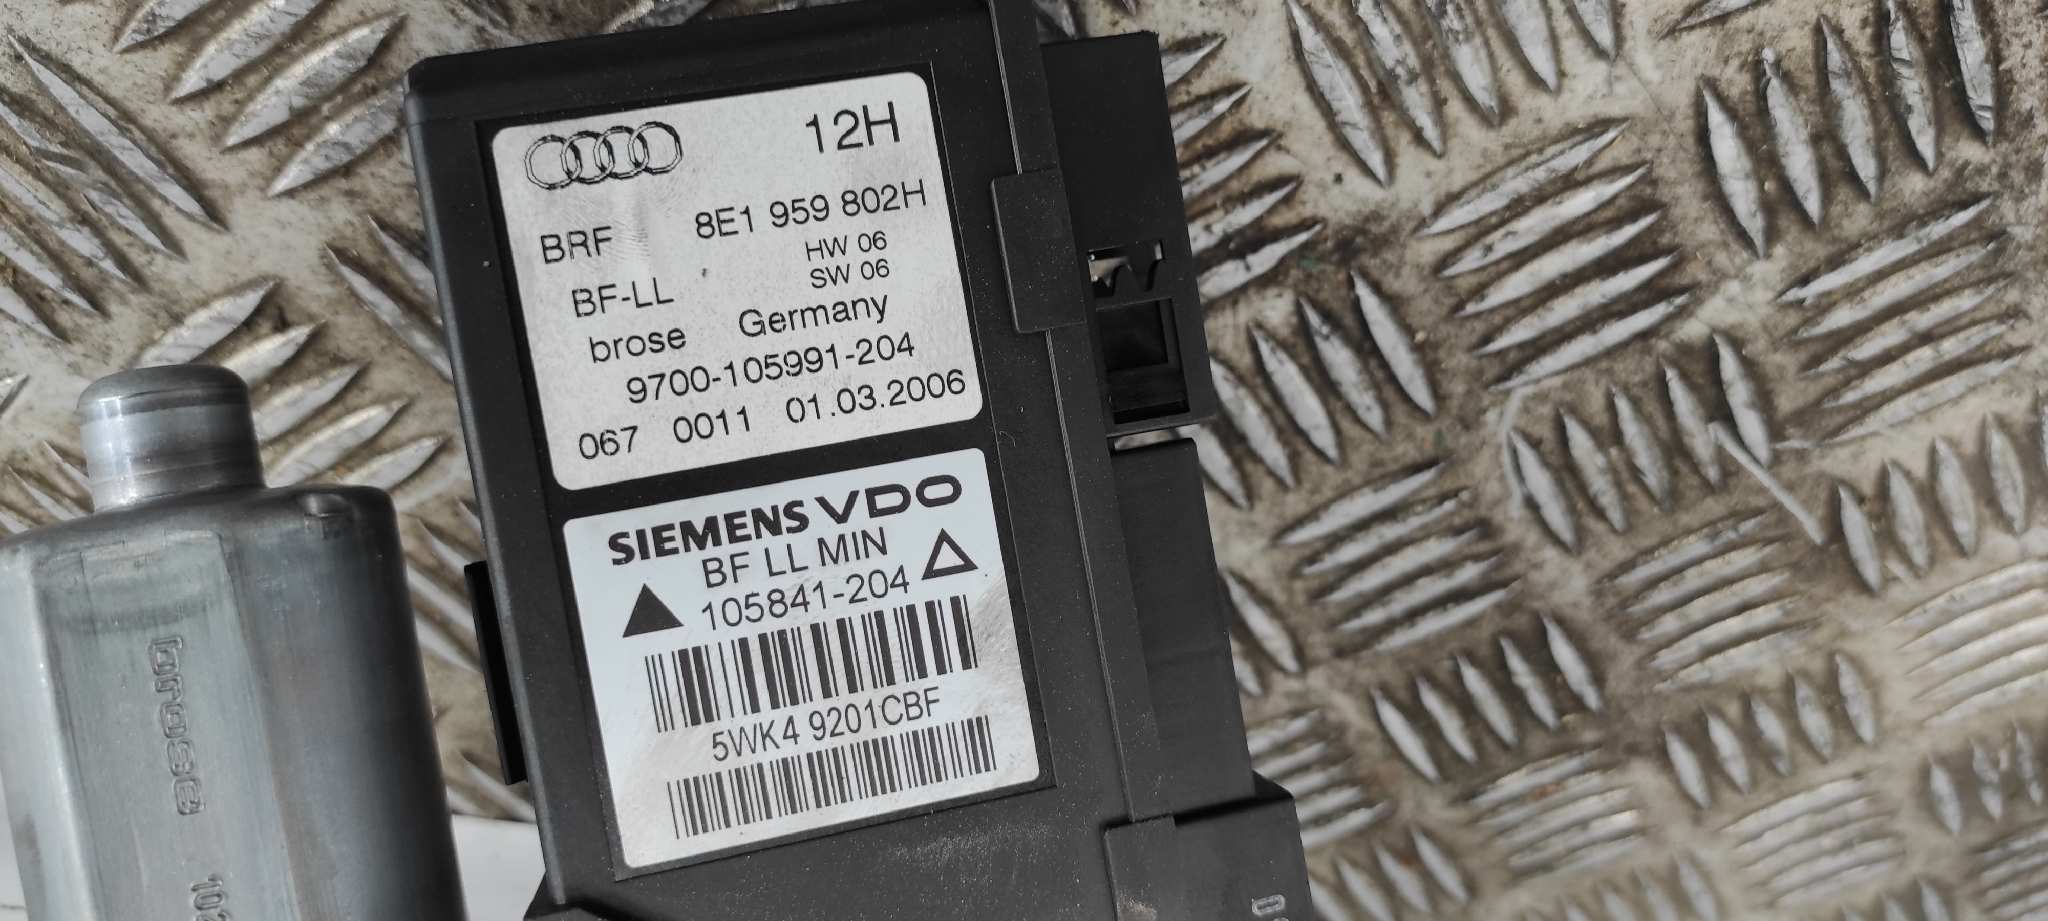 12H
BRF 8E1 959 802H
HW 06
BF-LL SW 06
brose Germany
9700-105991-204
067 0011 01.03.2006
SIEMENS VDO
BF LL MIN
105841-204
5WK4 9201CBF
brose